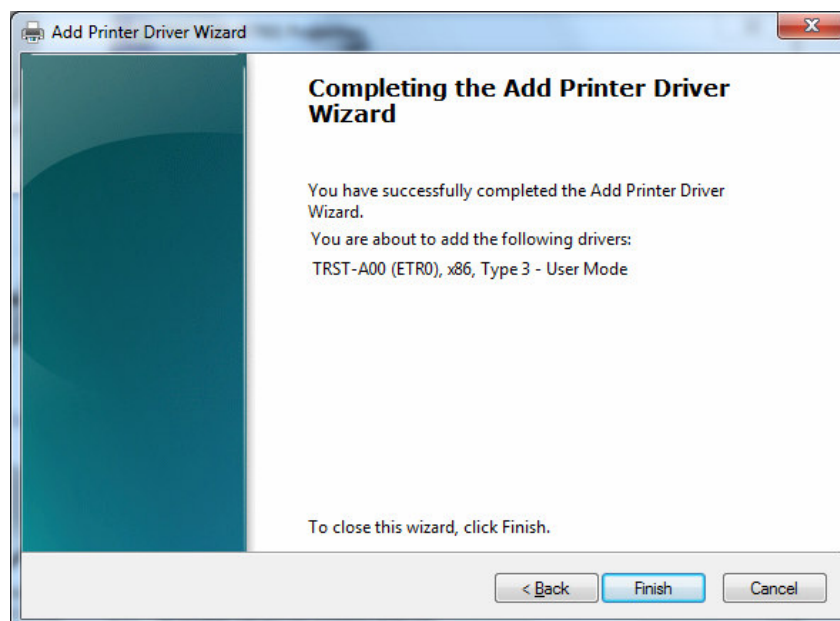 Add Printer Driver Wizard
Completing the Add Printer Driver
Wizard
You have successfully completed the Add Printer Driver
Wizard.
You are about to add the following drivers:
TRST-A00 (ETR0), x86, Type 3 - User Mode
To close this wizard, click Finish.
< Back
Finish
Cancel